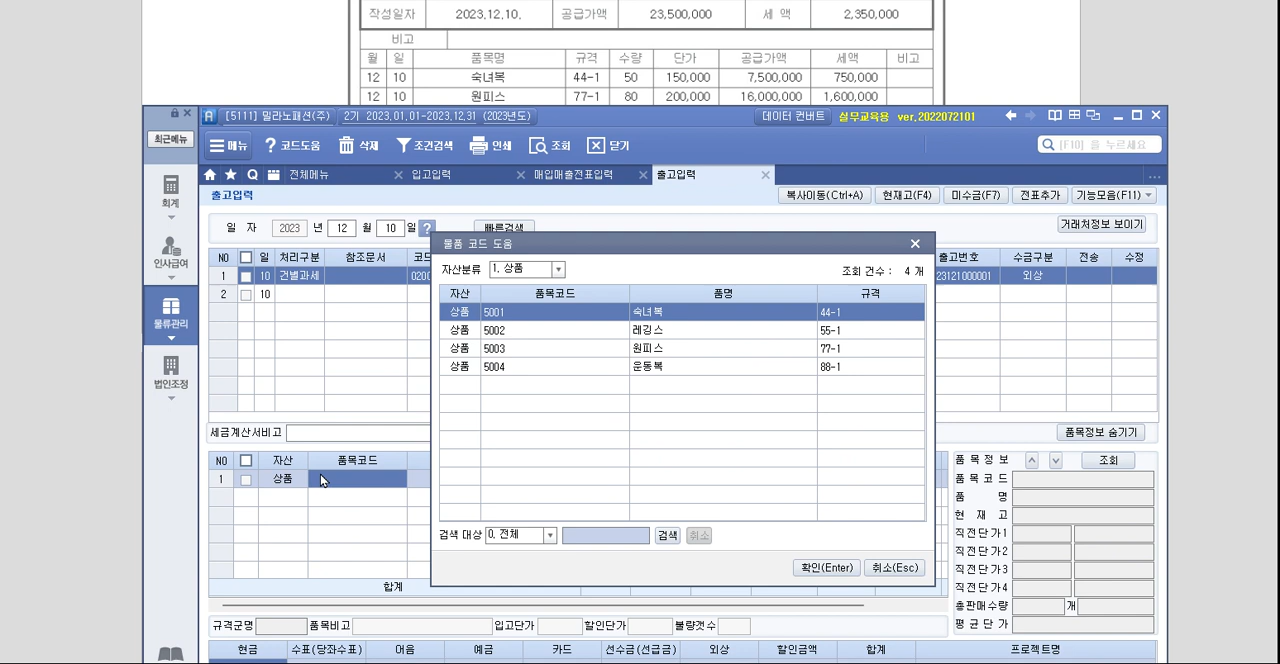 작성일자 2023.12.10. 공급가액 23,500,000 세 액 2,350,000
비고
월 일 품목명 규격 수량 단가 공급가액 세액 비고
12 10 숙녀복 44-1 50 150,000 7,500,000 750,000
12 10 원피스 77-1 80 200,000 16,000,000 1,600,000
[5111] 밀라노패션(주) 2기 2023.01.01-2023.12.31 (2023년도) 데이터 컨버트 실무교육용 ver.2022072101
최근메뉴 메뉴 ? 코드도움 삭제 조건검색 인쇄 조회 닫기 [F10] 를 누르세요
전체메뉴 입고입력 매입매출전표입력 출고입력 ...
회계
인사급여
물류관리
법인조정
출고입력 복사이동(Ctrl+A) 현재고(F4) 미수금(F7) 전표추가 기능모음(F11)
일 자 2023 년 12 월 10 일 ? 빠른검색 거래처정보 보이기
NO 일 처리구분 참조문서 코드 출고번호 수금구분 전송 수정
1 10 건별과세 020 23121000001 외상
2 10
물품 코드 도움
자산분류 1. 상품 조회 건수 : 4 개
자산 품목코드 품명 규격
상품 5001 숙녀복 44-1
상품 5002 레깅스 55-1
상품 5003 원피스 77-1
상품 5004 운동복 88-1
검색 대상 0. 전체 검색 취소
확인(Enter) 취소(Esc)
세금계산서비고 품목정보 숨기기
NO 자산 품목코드
1 상품
합계
품목정보 조회
품목코드
품 명
현재고
직전단가1
직전단가2
직전단가3
직전단가4
총판매수량 개
평균단가
규격군명 품목비고 입고단가 할인단가 불량갯수
현금 수표(당좌수표) 어음 예금 카드 선수금(선급금) 외상 할인금액 합계 프로젝트명